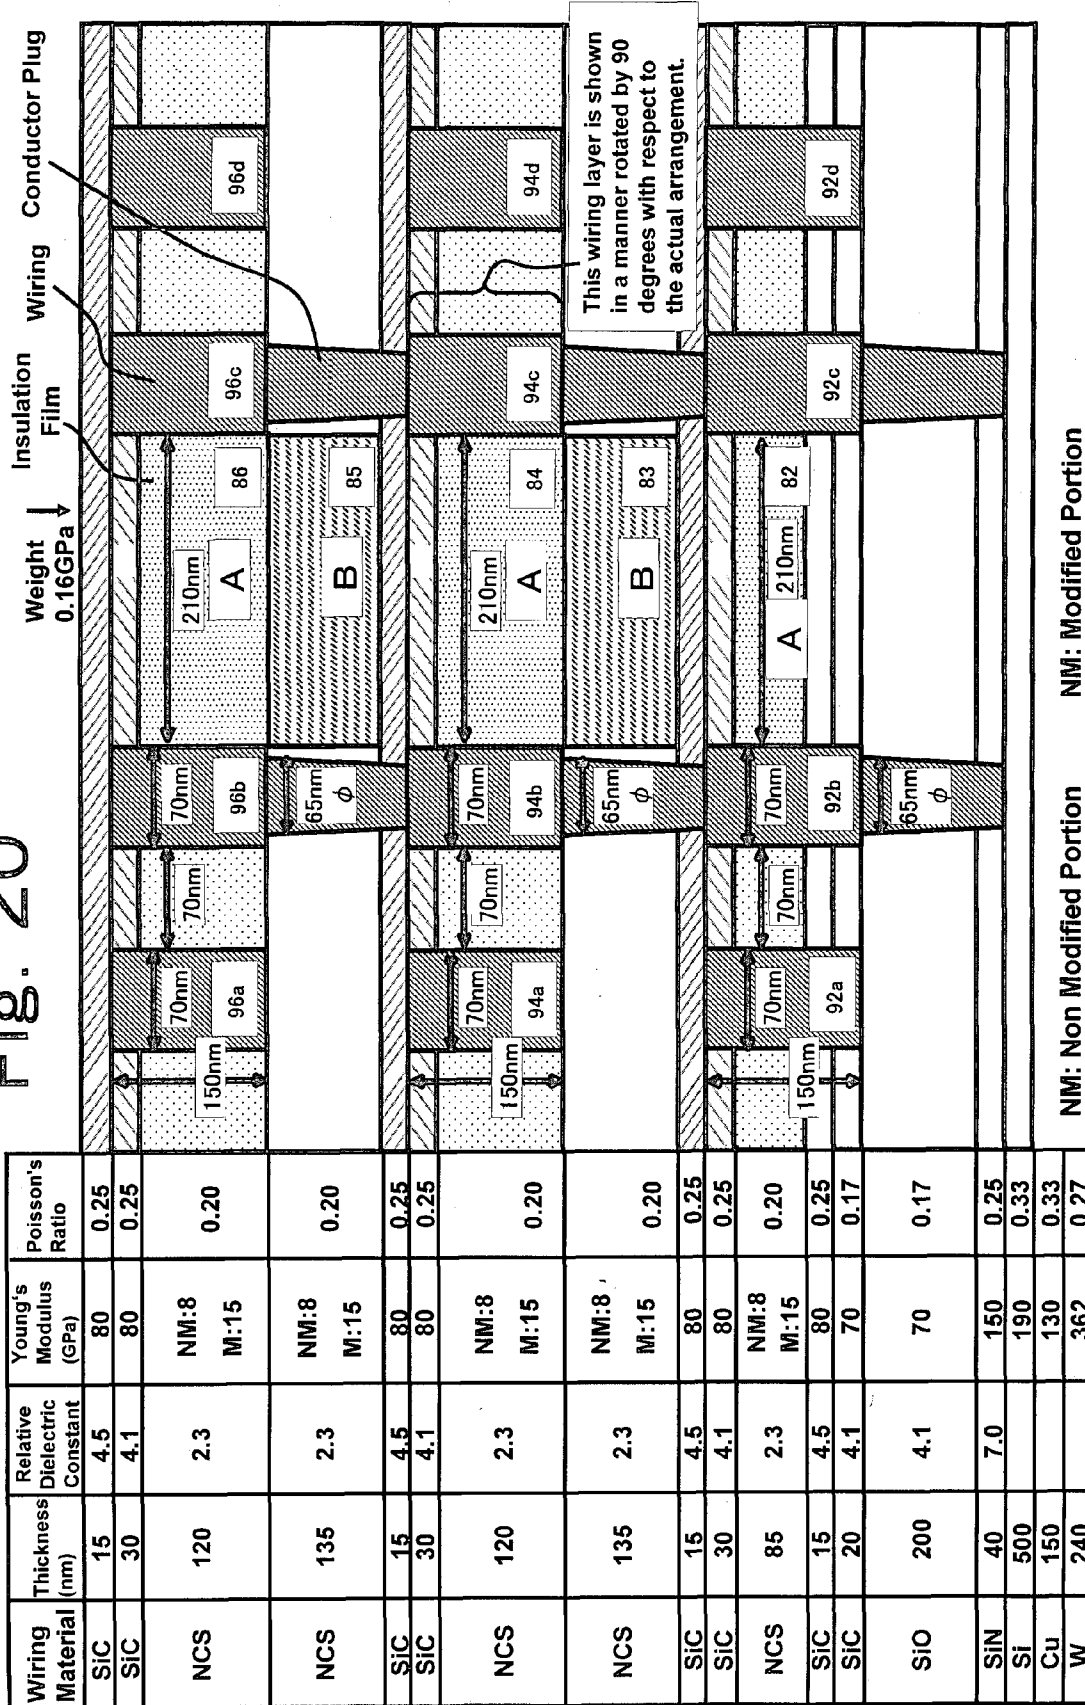 Fig. 20
Wiring Material Thickness (nm) Relative Dielectric Constant Young's Modulus (GPa) Poisson's Ratio
SiC 15 4.5 80 0.25
SiC 30 4.1 80 0.25
NCS 120 2.3 NM:8 M:15 0.20
NCS 135 2.3 NM:8 M:15 0.20
SiC 15 4.5 80 0.25
SiC 30 4.1 80 0.25
NCS 120 2.3 NM:8 M:15 0.20
NCS 135 2.3 NM:8 M:15 0.20
SiC 15 4.5 80 0.25
SiC 30 4.1 80 0.25
NCS 85 2.3 NM:8 M:15 0.20
SiC 15 4.5 80 0.25
SiC 20 4.1 70 0.17
SiO 200 4.1 70 0.17
SiN 40 7.0 150 0.25
Si 500 190 0.33
Cu 150 130 0.33
W 240 362 0.27
Weight
0.16GPa
Insulation
Film
Wiring
Conductor Plug
150nm
70nm
96a
70nm
70nm
96b
210nm
A
86
96c
96d
65nm
φ
B
85
150nm
70nm
94a
70nm
70nm
94b
210nm
A
84
94c
94d
This wiring layer is shown
in a manner rotated by 90
degrees with respect to
the actual arrangement.
65nm
φ
B
83
150nm
70nm
92a
70nm
70nm
92b
210nm
A
82
92c
92d
65nm
φ
NM: Non Modified Portion
NM: Modified Portion